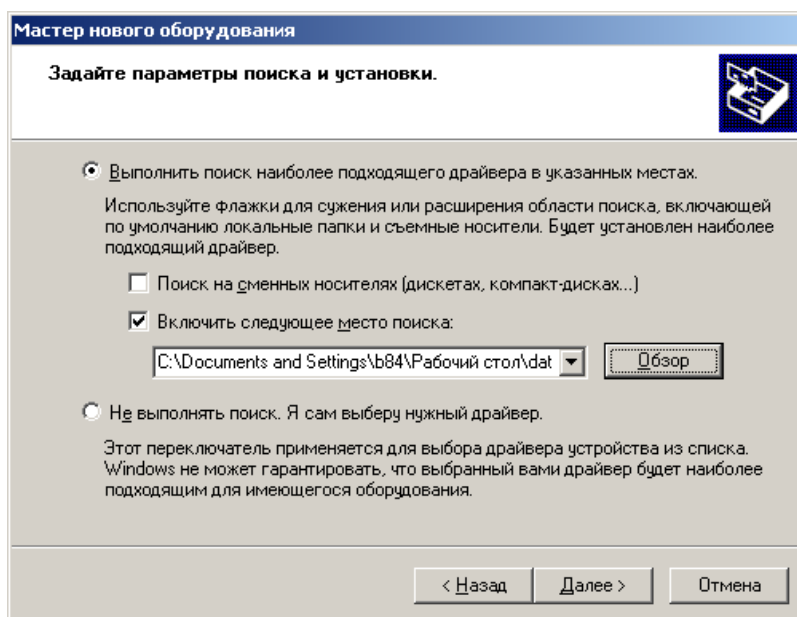 Мастер нового оборудования
Задайте параметры поиска и установки.
Выполнить поиск наиболее подходящего драйвера в указанных местах.
Используйте флажки для сужения или расширения области поиска, включающей
по умолчанию локальные папки и съемные носители. Будет установлен наиболее
подходящий драйвер.
Поиск на сменных носителях (дискетах, компакт-дисках...)
Включить следующее место поиска:
C:\Documents and Settings\b84\Рабочий стол\dat
Обзор
Не выполнять поиск. Я сам выберу нужный драйвер.
Этот переключатель применяется для выбора драйвера устройства из списка.
Windows не может гарантировать, что выбранный вами драйвер будет наиболее
подходящим для имеющегося оборудования.
< Назад
Далее >
Отмена